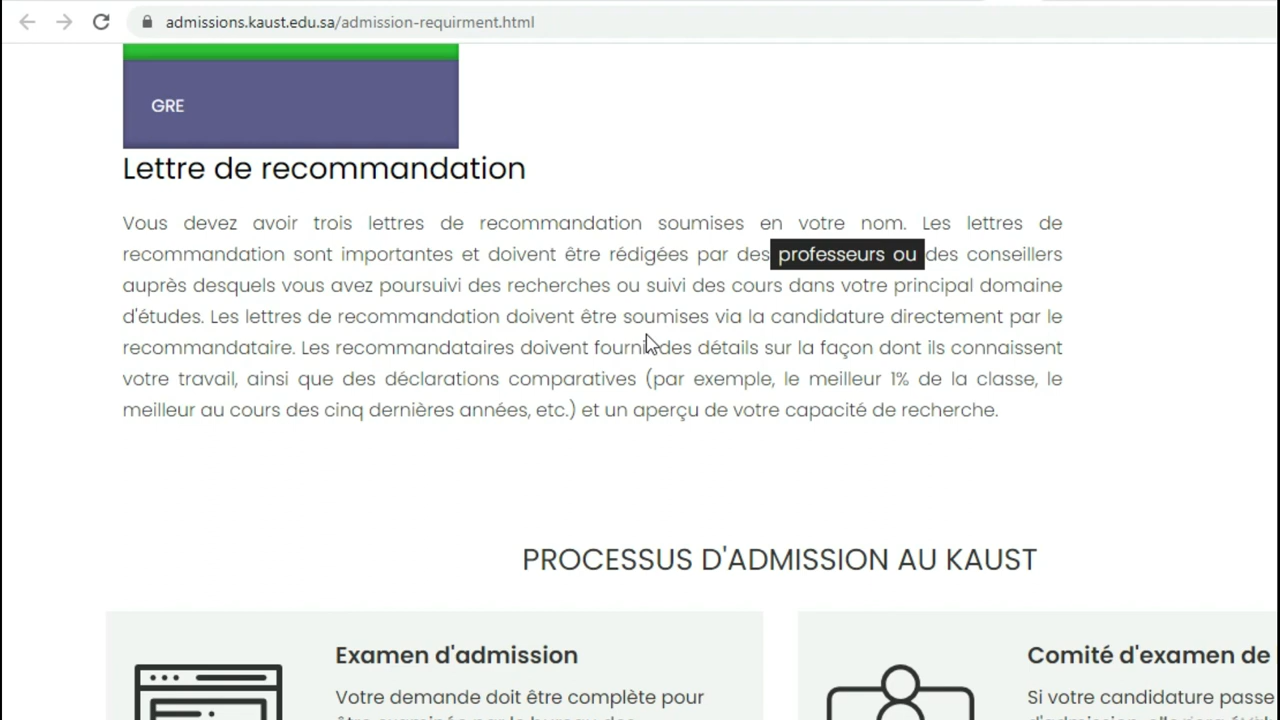 admissions.kaust.edu.sa/admission-requirment.html
GRE
Lettre de recommandation
Vous devez avoir trois lettres de recommandation soumises en votre nom. Les lettres de
recommandation sont importantes et doivent être rédigées par des professeurs ou des conseillers
auprès desquels vous avez poursuivi des recherches ou suivi des cours dans votre principal domaine
d'études. Les lettres de recommandation doivent être soumises via la candidature directement par le
recommandataire. Les recommandataires doivent fournir des détails sur la façon dont ils connaissent
votre travail, ainsi que des déclarations comparatives (par exemple, le meilleur 1% de la classe, le
meilleur au cours des cinq dernières années, etc.) et un aperçu de votre capacité de recherche.
PROCESSUS D'ADMISSION AU KAUST
Examen d'admission
Votre demande doit être complète pour
Comité d'examen de
Si votre candidature passe